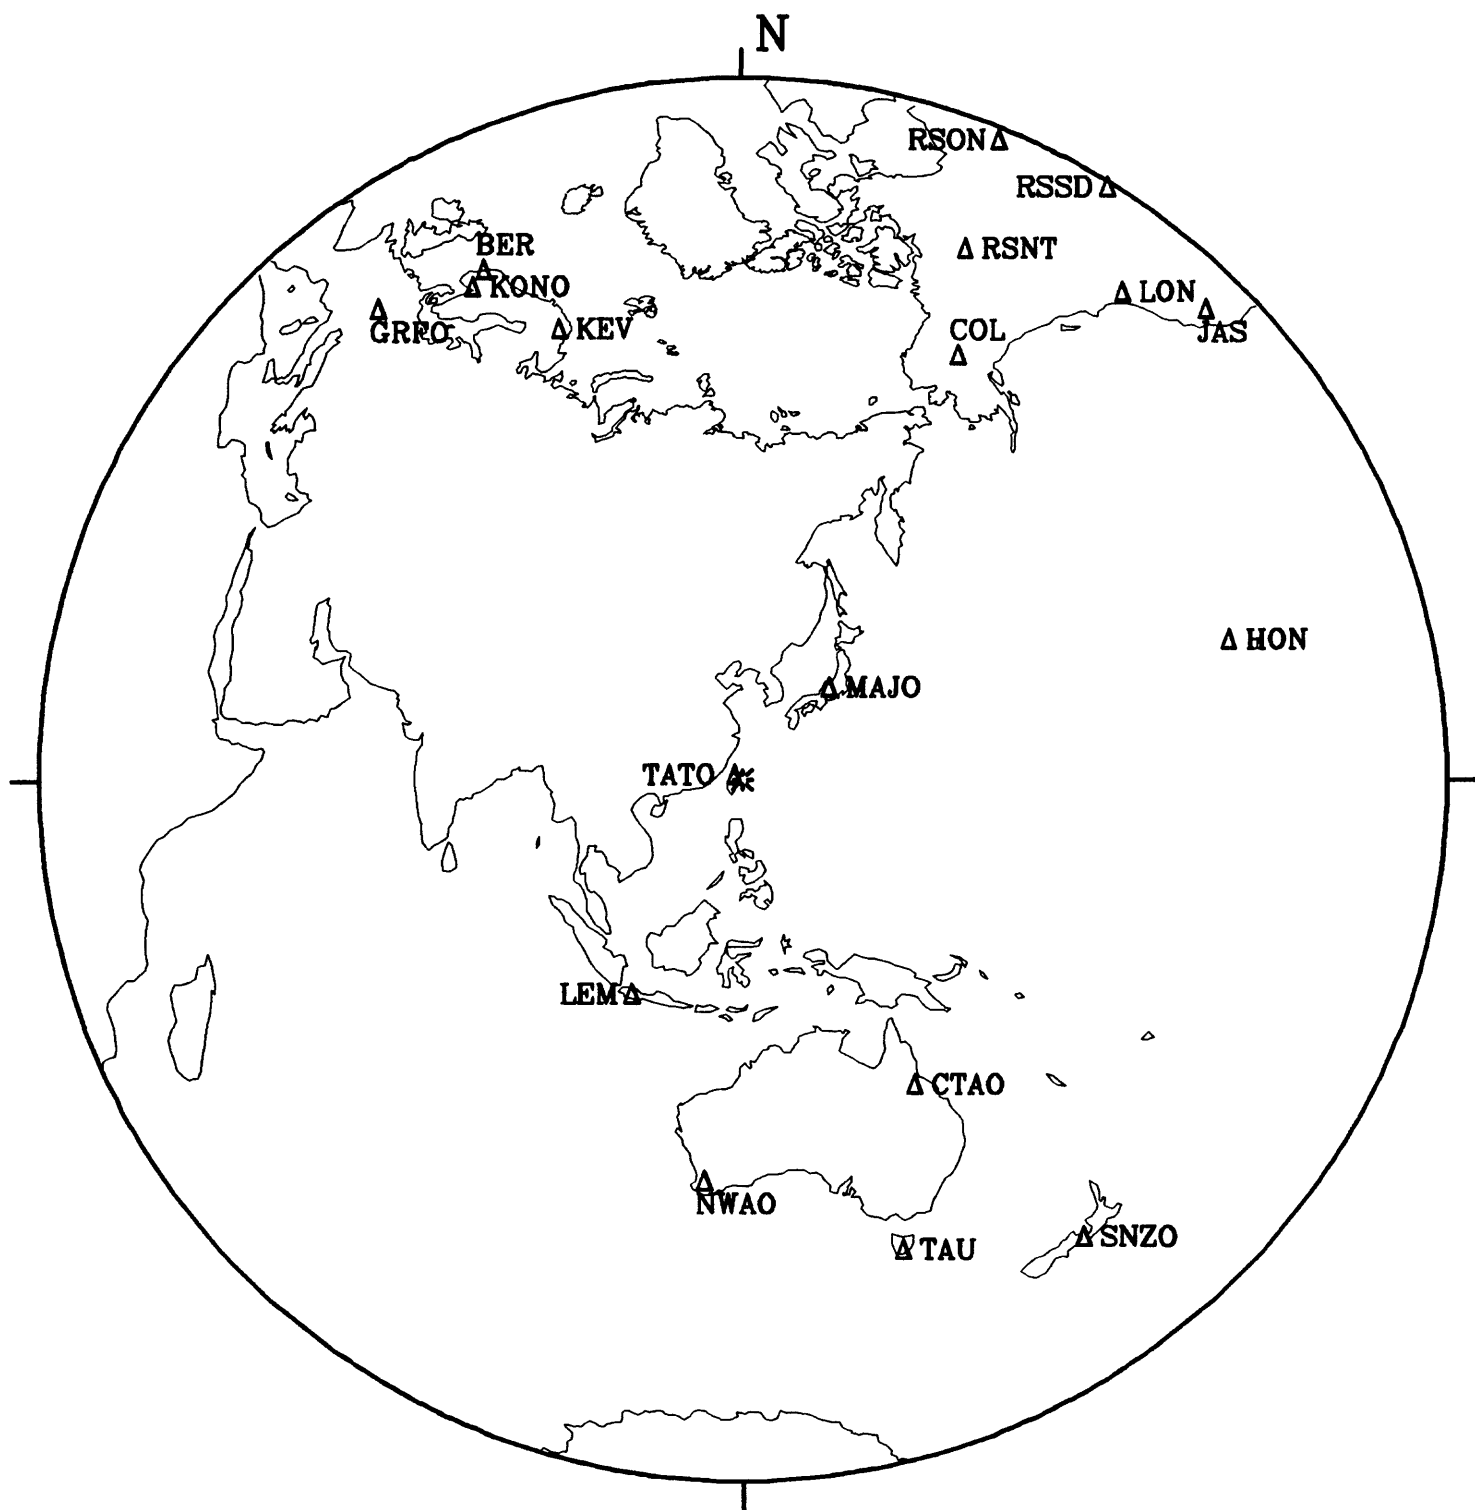 N
RSON
RSSD
BER
RSNT
KONO
LON
GRFO
KEV
COL
JAS
HON
MAJO
TATO
LEM
CTAO
NWAO
SNZO
TAU